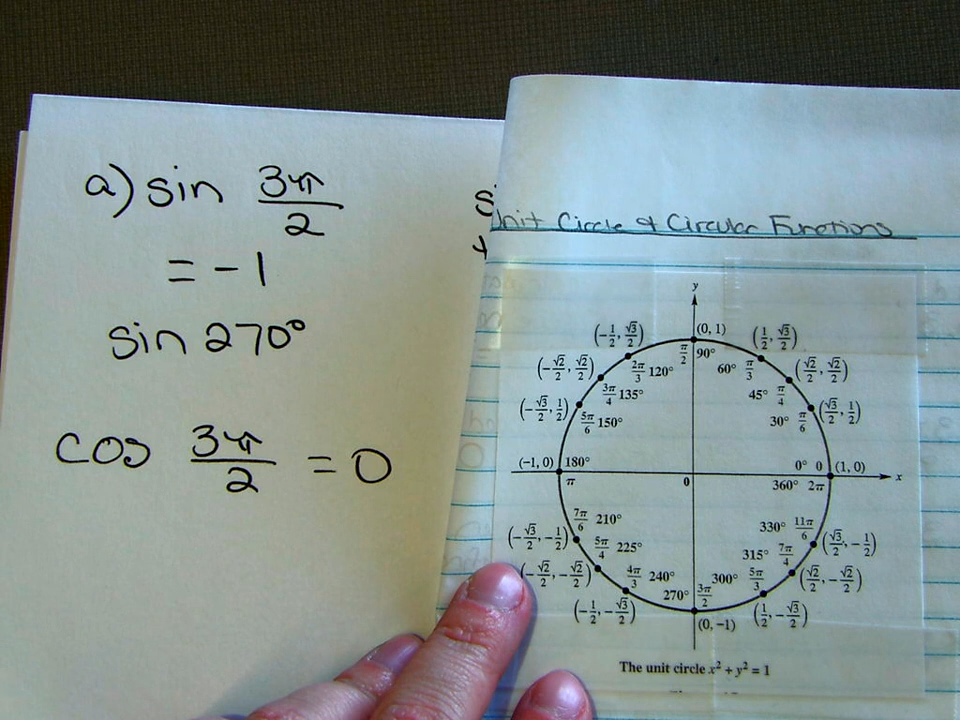 a) sin 3π/2
= -1
sin 270°
cos 3π/2 = 0
Unit Circle & Circular Functions
y
(0, 1)
(-1/2, √3/2) (1/2, √3/2)
π/2 90°
2π/3 120° 60° π/3
(-√2/2, √2/2) (√2/2, √2/2)
3π/4 135° 45° π/4
(-√3/2, 1/2) (√3/2, 1/2)
5π/6 150° 30° π/6
(-1, 0) 180° 0° 0 (1, 0)
π 0 360° 2π x
7π/6 210° 330° 11π/6
(-√3/2, -1/2) (√3/2, -1/2)
5π/4 225° 315° 7π/4
(-√2/2, -√2/2) (√2/2, -√2/2)
4π/3 240° 300° 5π/3
270° 3π/2
(-1/2, -√3/2) (1/2, -√3/2)
(0, -1)
The unit circle x² + y² = 1